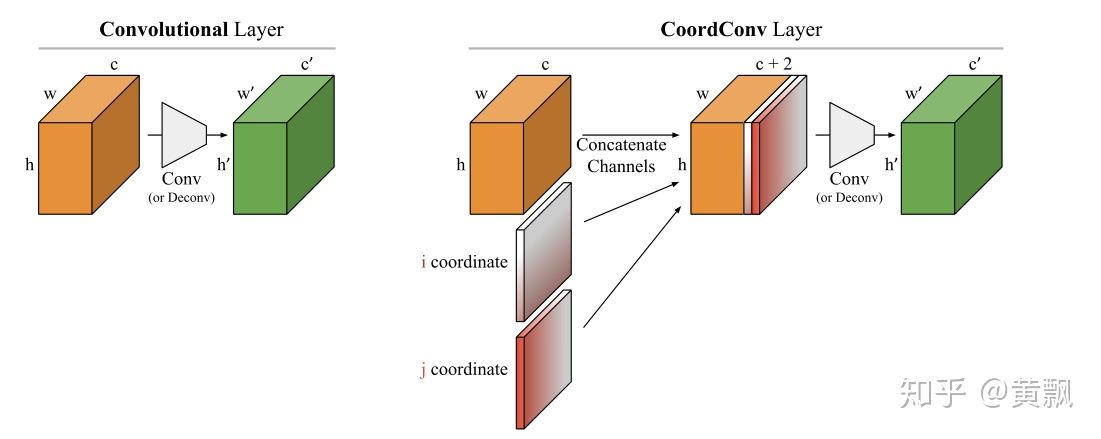 Convolutional Layer
c
c′
w
w′
h
h′
Conv
(or Deconv)
CoordConv Layer
c
c + 2
c′
w
w
w′
h
Concatenate
Channels
h
h′
Conv
(or Deconv)
i coordinate
j coordinate
知乎 @黄飘